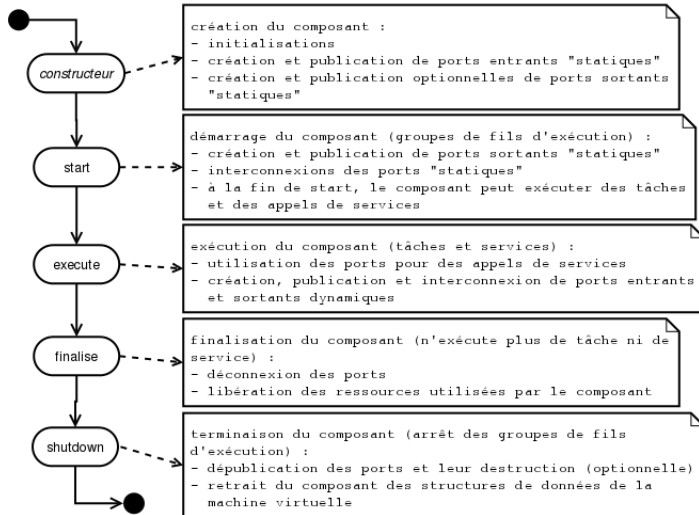 constructeur
création du composant :
- initialisations
- création et publication de ports entrants "statiques"
- création et publication optionnelles de ports sortants
"statiques"
start
démarrage du composant (groupes de fils d'exécution) :
- création et publication de ports sortants "statiques"
- interconnexions des ports "statiques"
- à la fin de start, le composant peut exécuter des tâches
et des appels de services
execute
exécution du composant (tâches et services) :
- utilisation des ports pour des appels de services
- création, publication et interconnexion de ports entrants
et sortants dynamiques
finalise
finalisation du composant (n'exécute plus de tâche ni de
service) :
- déconnexion des ports
- libération des ressources utilisées par le composant
shutdown
terminaison du composant (arrêt des groupes de fils
d'exécution) :
- dépublication des ports et leur destruction (optionnelle)
- retrait du composant des structures de données de la
machine virtuelle